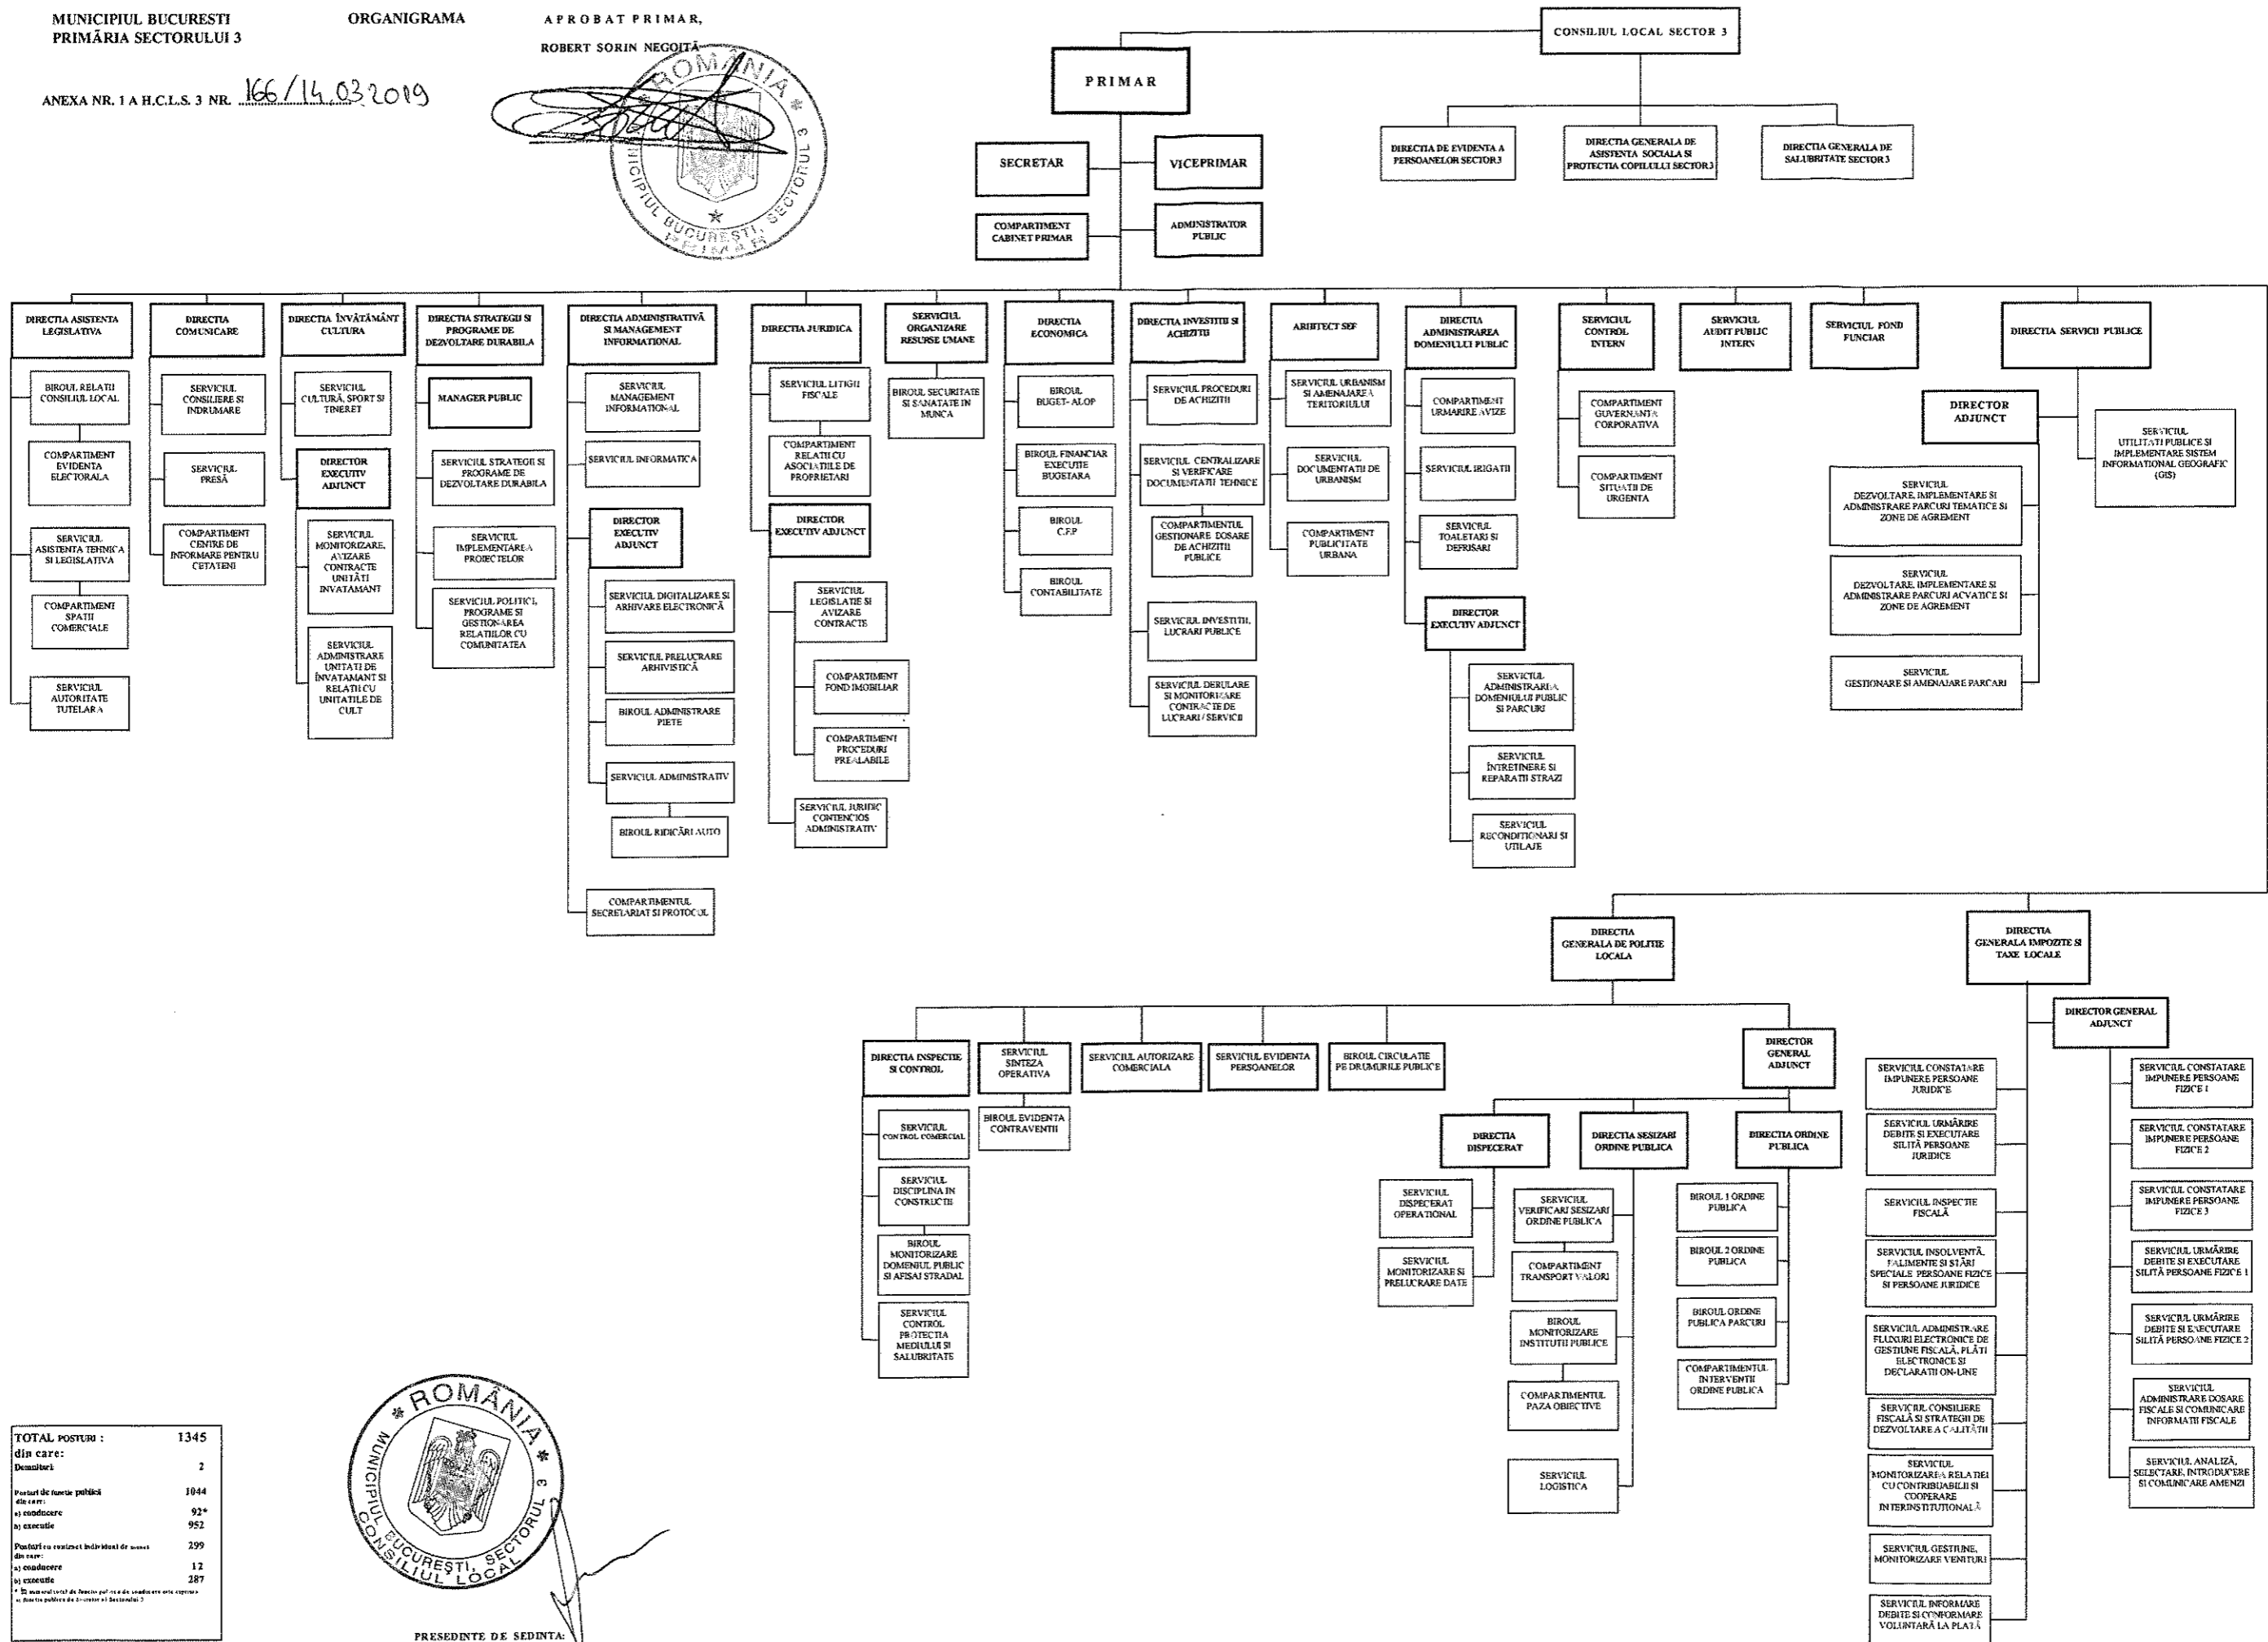 MUNICIPIUL BUCURESTI
PRIMĂRIA SECTORULUI 3
ORGANIGRAMA
APROBAT PRIMAR,
ROBERT SORIN NEGOIȚĂ
ANEXA NR. 1 A H.C.L.S. 3 NR. 166/14.03.2019
ROMÂNIA
MUNICIPIUL BUCUREȘTI, SECTORUL 3
PRIMAR
CONSILIUL LOCAL SECTOR 3
PRIMAR
DIRECTIA DE EVIDENTA A
PERSOANELOR SECTOR3
DIRECTIA GENERALA DE
ASISTENTA SOCIALA SI
PROTECTIA COPILULUI SECTOR3
DIRECTIA GENERALA DE
SALUBRITATE SECTOR 3
SECRETAR
VICEPRIMAR
COMPARTIMENT
CABINET PRIMAR
ADMINISTRATOR
PUBLIC
DIRECTIA ASISTENTA
LEGISLATIVA
BIROUL RELATII
CONSILIUL LOCAL
COMPARTIMENT
EVIDENTA
ELECTORALA
SERVICIUL
ASISTENTA TEHNICA
SI LEGISLATIVA
COMPARTIMENT
SPATII
COMERCIALE
SERVICIUL
AUTORITATE
TUTELARA
DIRECTIA
COMUNICARE
SERVICIUL
CONSILIERE SI
INDRUMARE
SERVICIUL
PRESĂ
COMPARTIMENT
CENTRE DE
INFORMARE PENTRU
CETATENI
DIRECTIA ÎNVĂTĂMÂNT
CULTURA
SERVICIUL
CULTURĂ, SPORT SI
TINERET
DIRECTOR
EXECUTIV
ADJUNCT
SERVICIUL
MONITORIZARE,
AVIZARE
CONTRACTE
UNITĂTI
INVATAMANT
SERVICIUL
ADMINISTRARE
UNITATI DE
ÎNVATAMANT SI
RELATII CU
UNITATILE DE
CULT
DIRECTIA STRATEGII SI
PROGRAME DE
DEZVOLTARE DURABILA
MANAGER PUBLIC
SERVICIUL STRATEGII SI
PROGRAME DE
DEZVOLTARE DURABILA
SERVICIUL
IMPLEMENTAREA
PROIECTELOR
SERVICIUL POLITICI,
PROGRAME SI
GESTIONAREA
RELATIILOR CU
COMUNITATEA
DIRECTIA ADMINISTRATIVĂ
SI MANAGEMENT
INFORMATIONAL
SERVICIUL
MANAGEMENT
INFORMATIONAL
SERVICIUL INFORMATICA
DIRECTOR
EXECUTIV
ADJUNCT
SERVICIUL DIGITALIZARE SI
ARHIVARE ELECTRONICĂ
SERVICIUL PRELUCRARE
ARHIVISTICĂ
BIROUL ADMINISTRARE
PIETE
SERVICIUL ADMINISTRATIV
BIROUL RIDICĂRI AUTO
COMPARTIMENTUL
SECRETARIAT SI PROTOCOL
DIRECTIA JURIDICA
SERVICIUL LITIGII
FISCALE
COMPARTIMENT
RELATII CU
ASOCIATIILE DE
PROPRIETARI
DIRECTOR
EXECUTIV ADJUNCT
SERVICIUL
LEGISLATIE SI
AVIZARE
CONTRACTE
COMPARTIMENT
FOND IMOBILIAR
COMPARTIMENT
PROCEDURI
PREALABILE
SERVICIUL JURIDIC
CONTENCIOS
ADMINISTRATIV
SERVICIUL
ORGANIZARE
RESURSE UMANE
BIROUL SECURITATE
SI SANATATE IN
MUNCA
DIRECTIA
ECONOMICA
BIROUL
BUGET- ALOP
BIROUL FINANCIAR
EXECUTIE
BUGETARA
BIROUL
C.F.P
BIROUL
CONTABILITATE
DIRECTIA INVESTITII SI
ACHIZITII
SERVICIUL PROCEDURI
DE ACHIZITII
SERVICIUL CENTRALIZARE
SI VERIFICARE
DOCUMENTATII TEHNICE
COMPARTIMENTUL
GESTIONARE DOSARE
DE ACHIZITII
PUBLICE
SERVICIUL INVESTITII,
LUCRARI PUBLICE
SERVICIUL DERULARE
SI MONITORIZARE
CONTRACTE DE
LUCRARI / SERVICII
ARHITECT SEF
SERVICIUL URBANISM
SI AMENAJAREA
TERITORIULUI
SERVICIUL
DOCUMENTATII DE
URBANISM
COMPARTIMENT
PUBLICITATE
URBANA
DIRECTIA
ADMINISTRAREA
DOMENIULUI PUBLIC
COMPARTIMENT
URMARIRE AVIZE
SERVICIUL IRIGATII
SERVICIUL
TOALETARI SI
DEFRISARI
DIRECTOR
EXECUTIV ADJUNCT
SERVICIUL
ADMINISTRAREA
DOMENIULUI PUBLIC
SI PARCURI
SERVICIUL
ÎNTRETINERE SI
REPARATII STRAZI
SERVICIUL
RECONDITIONARI SI
UTILAJE
SERVICIUL
CONTROL
INTERN
COMPARTIMENT
GUVERNANTA
CORPORATIVA
COMPARTIMENT
SITUATII DE
URGENTA
SERVICIUL
AUDIT PUBLIC
INTERN
SERVICIUL FOND
FUNCIAR
DIRECTIA SERVICII PUBLICE
DIRECTOR
ADJUNCT
SERVICIUL
UTILITATI PUBLICE SI
IMPLEMENTARE SISTEM
INFORMATIONAL GEOGRAFIC
(GIS)
SERVICIUL
DEZVOLTARE, IMPLEMENTARE SI
ADMINISTRARE PARCURI TEMATICE SI
ZONE DE AGREMENT
SERVICIUL
DEZVOLTARE, IMPLEMENTARE SI
ADMINISTRARE PARCURI ACVATICE SI
ZONE DE AGREMENT
SERVICIUL
GESTIONARE SI AMENAJARE PARCARI
DIRECTIA
GENERALA DE POLITIE
LOCALA
DIRECTIA INSPECTIE
SI CONTROL
SERVICIUL
CONTROL COMERCIAL
SERVICIUL
DISCIPLINA IN
CONSTRUCTII
BIROUL
MONITORIZARE
DOMENIUL PUBLIC
SI AFISAJ STRADAL
SERVICIUL
CONTROL
PROTECTIA
MEDIULUI SI
SALUBRITATE
SERVICIUL
SINTEZA
OPERATIVA
BIROUL EVIDENTA
CONTRAVENTII
SERVICIUL AUTORIZARE
COMERCIALA
SERVICIUL EVIDENTA
PERSOANELOR
BIROUL CIRCULATIE
PE DRUMURILE PUBLICE
DIRECTOR
GENERAL
ADJUNCT
DIRECTIA
DISPECERAT
SERVICIUL
DISPECERAT
OPERATIONAL
SERVICIUL
MONITORIZARE SI
PRELUCRARE DATE
DIRECTIA SESIZARI
ORDINE PUBLICA
SERVICIUL
VERIFICARI SESIZARI
ORDINE PUBLICA
COMPARTIMENT
TRANSPORT VALORI
BIROUL
MONITORIZARE
INSTITUTII PUBLICE
COMPARTIMENTUL
PAZA OBIECTIVE
SERVICIUL
LOGISTICA
DIRECTIA ORDINE
PUBLICA
BIROUL 1 ORDINE
PUBLICA
BIROUL 2 ORDINE
PUBLICA
BIROUL ORDINE
PUBLICA PARCURI
COMPARTIMENTUL
INTERVENTII
ORDINE PUBLICA
DIRECTIA
GENERALA IMPOZITE SI
TAXE LOCALE
SERVICIUL CONSTATARE
IMPUNERE PERSOANE
JURIDICE
SERVICIUL URMĂRIRE
DEBITE SI EXECUTARE
SILITĂ PERSOANE
JURIDICE
SERVICIUL INSPECTIE
FISCALĂ
SERVICIUL INSOLVENTĂ,
FALIMENTE SI STĂRI
SPECIALE PERSOANE FIZICE
SI PERSOANE JURIDICE
SERVICIUL ADMINISTRARE
FLUXURI ELECTRONICE DE
GESTIUNE FISCALĂ, PLĂTI
ELECTRONICE SI
DECLARATII ON-LINE
SERVICIUL CONSILIERE
FISCALĂ SI STRATEGII DE
DEZVOLTARE A CALITĂTII
SERVICIUL
MONITORIZAREA RELATIEI
CU CONTRIBUABILII SI
COOPERARE
INTERINSTITUTIONALĂ
SERVICIUL GESTIUNE,
MONITORIZARE VENITURI
SERVICIUL INFORMARE
DEBITE SI CONFORMARE
VOLUNTARĂ LA PLATĂ
DIRECTOR GENERAL
ADJUNCT
SERVICIUL CONSTATARE
IMPUNERE PERSOANE
FIZICE 1
SERVICIUL CONSTATARE
IMPUNERE PERSOANE
FIZICE 2
SERVICIUL CONSTATARE
IMPUNERE PERSOANE
FIZICE 3
SERVICIUL URMĂRIRE
DEBITE SI EXECUTARE
SILITĂ PERSOANE FIZICE 1
SERVICIUL URMĂRIRE
DEBITE SI EXECUTARE
SILITĂ PERSOANE FIZICE 2
SERVICIUL
ADMINISTRARE DOSARE
FISCALE SI COMUNICARE
INFORMATII FISCALE
SERVICIUL ANALIZĂ,
SELECTARE, INTRODUCERE
SI COMUNICARE AMENZI
TOTAL POSTURI : 1345
din care:
Demnitari: 2
Posturi de functie publică 1044
din care:
a) conducere 92*
b) executie 952
Posturi cu contract individual de munca 299
din care:
a) conducere 12
b) executie 287
ROMÂNIA
MUNICIPIUL BUCUREȘTI, SECTORUL 3
CONSILIUL LOCAL
PRESEDINTE DE SEDINTA: